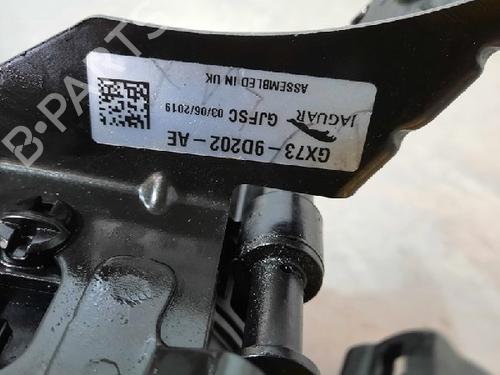 GX73-9D202-AE
JAGUAR GJFSC 03/06/2019
ASSEMBLED IN UK
B-PARTS